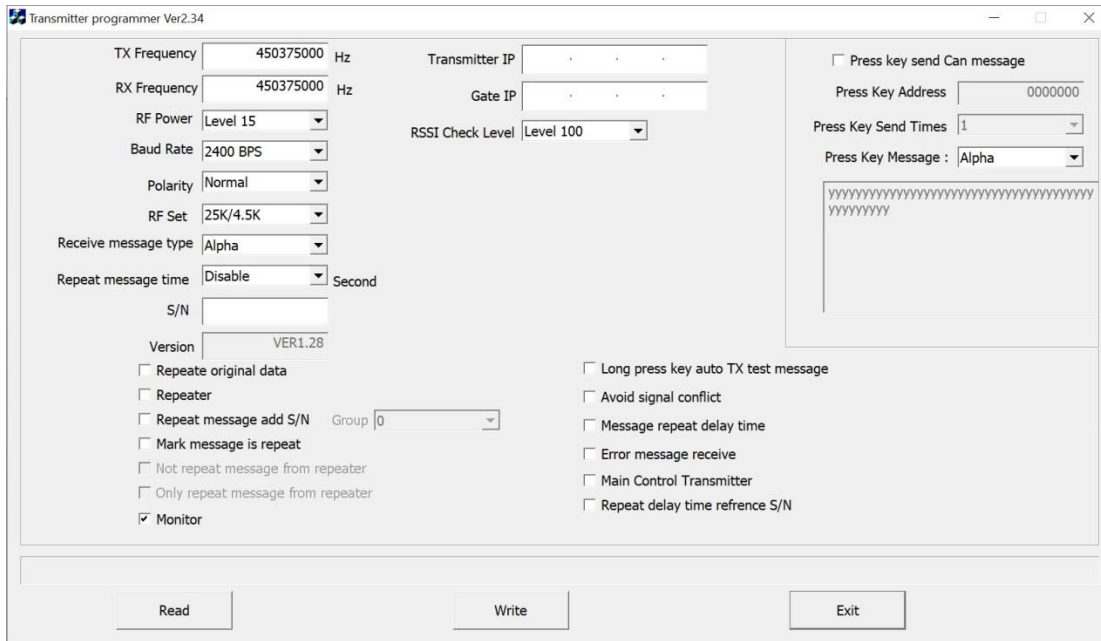 Transmitter programmer Ver2.34
TX Frequency 450375000 Hz
RX Frequency 450375000 Hz
RF Power Level 15
Baud Rate 2400 BPS
Polarity Normal
RF Set 25K/4.5K
Receive message type Alpha
Repeat message time Disable Second
S/N
Version VER1.28
Transmitter IP . . .
Gate IP . . .
RSSI Check Level Level 100
Press key send Can message
Press Key Address 0000000
Press Key Send Times 1
Press Key Message : Alpha
yyyyyyyyyyyyyyyyyyyyyyyyyyyyyyyyyyyyyyy
yyyyyyyyy
Repeate original data
Repeater
Repeat message add S/N Group 0
Mark message is repeat
Not repeat message from repeater
Only repeat message from repeater
Monitor
Long press key auto TX test message
Avoid signal conflict
Message repeat delay time
Error message receive
Main Control Transmitter
Repeat delay time refrence S/N
Read Write Exit